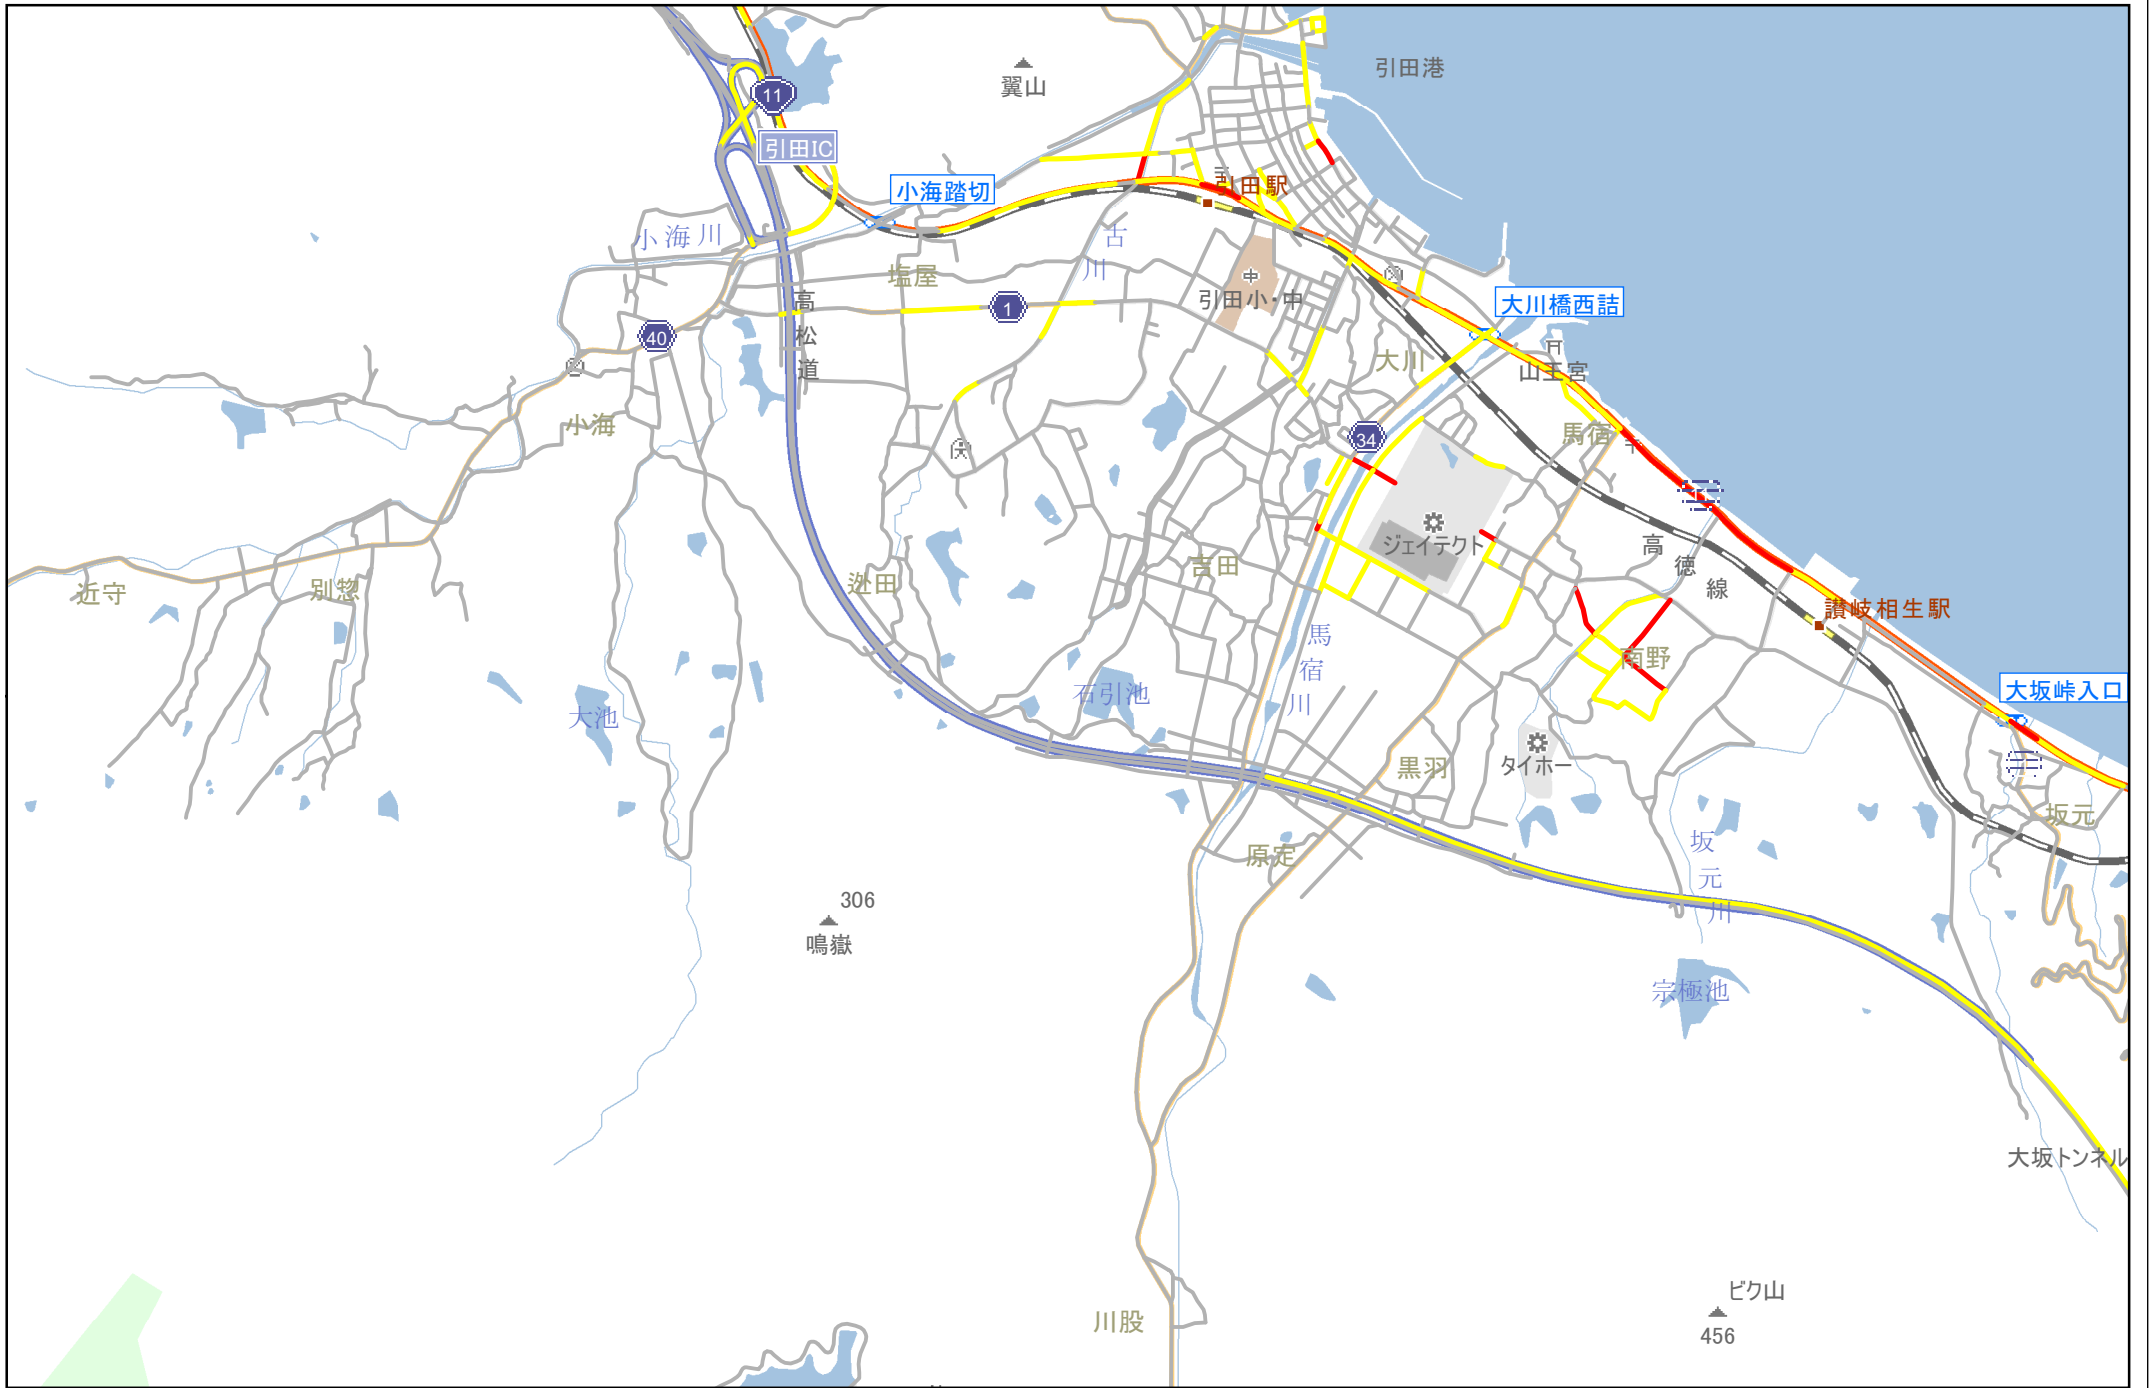 引田港
翼山
11
引田IC
小海踏切
引田駅
小海川
古川
塩屋
高松道
1
引田小・中
中
大川橋西詰
40
大川
山王宮
小海
馬宿
34
ジェイテクト
高徳線
吉田
近守
別惣
讃岐相生駅
馬宿川
南野
石引池
大池
大坂峠入口
黒羽
タイホー
坂元
坂元川
原定
306
鳴嶽
宗極池
大坂トンネル
川股
ビク山
456